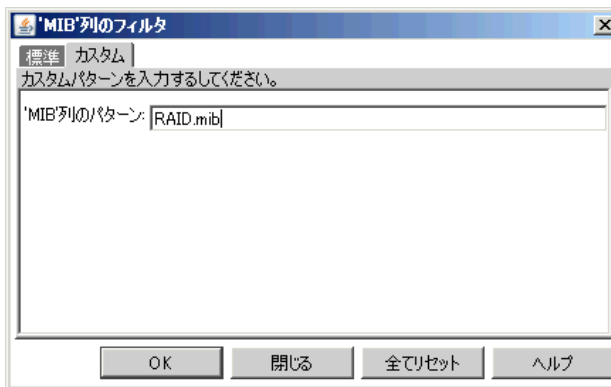 'MIB'列のフィルタ
標準 カスタム
カスタムパターンを入力するしてください。
'MIB'列のパターン: RAID.mib
OK 閉じる 全てリセット ヘルプ